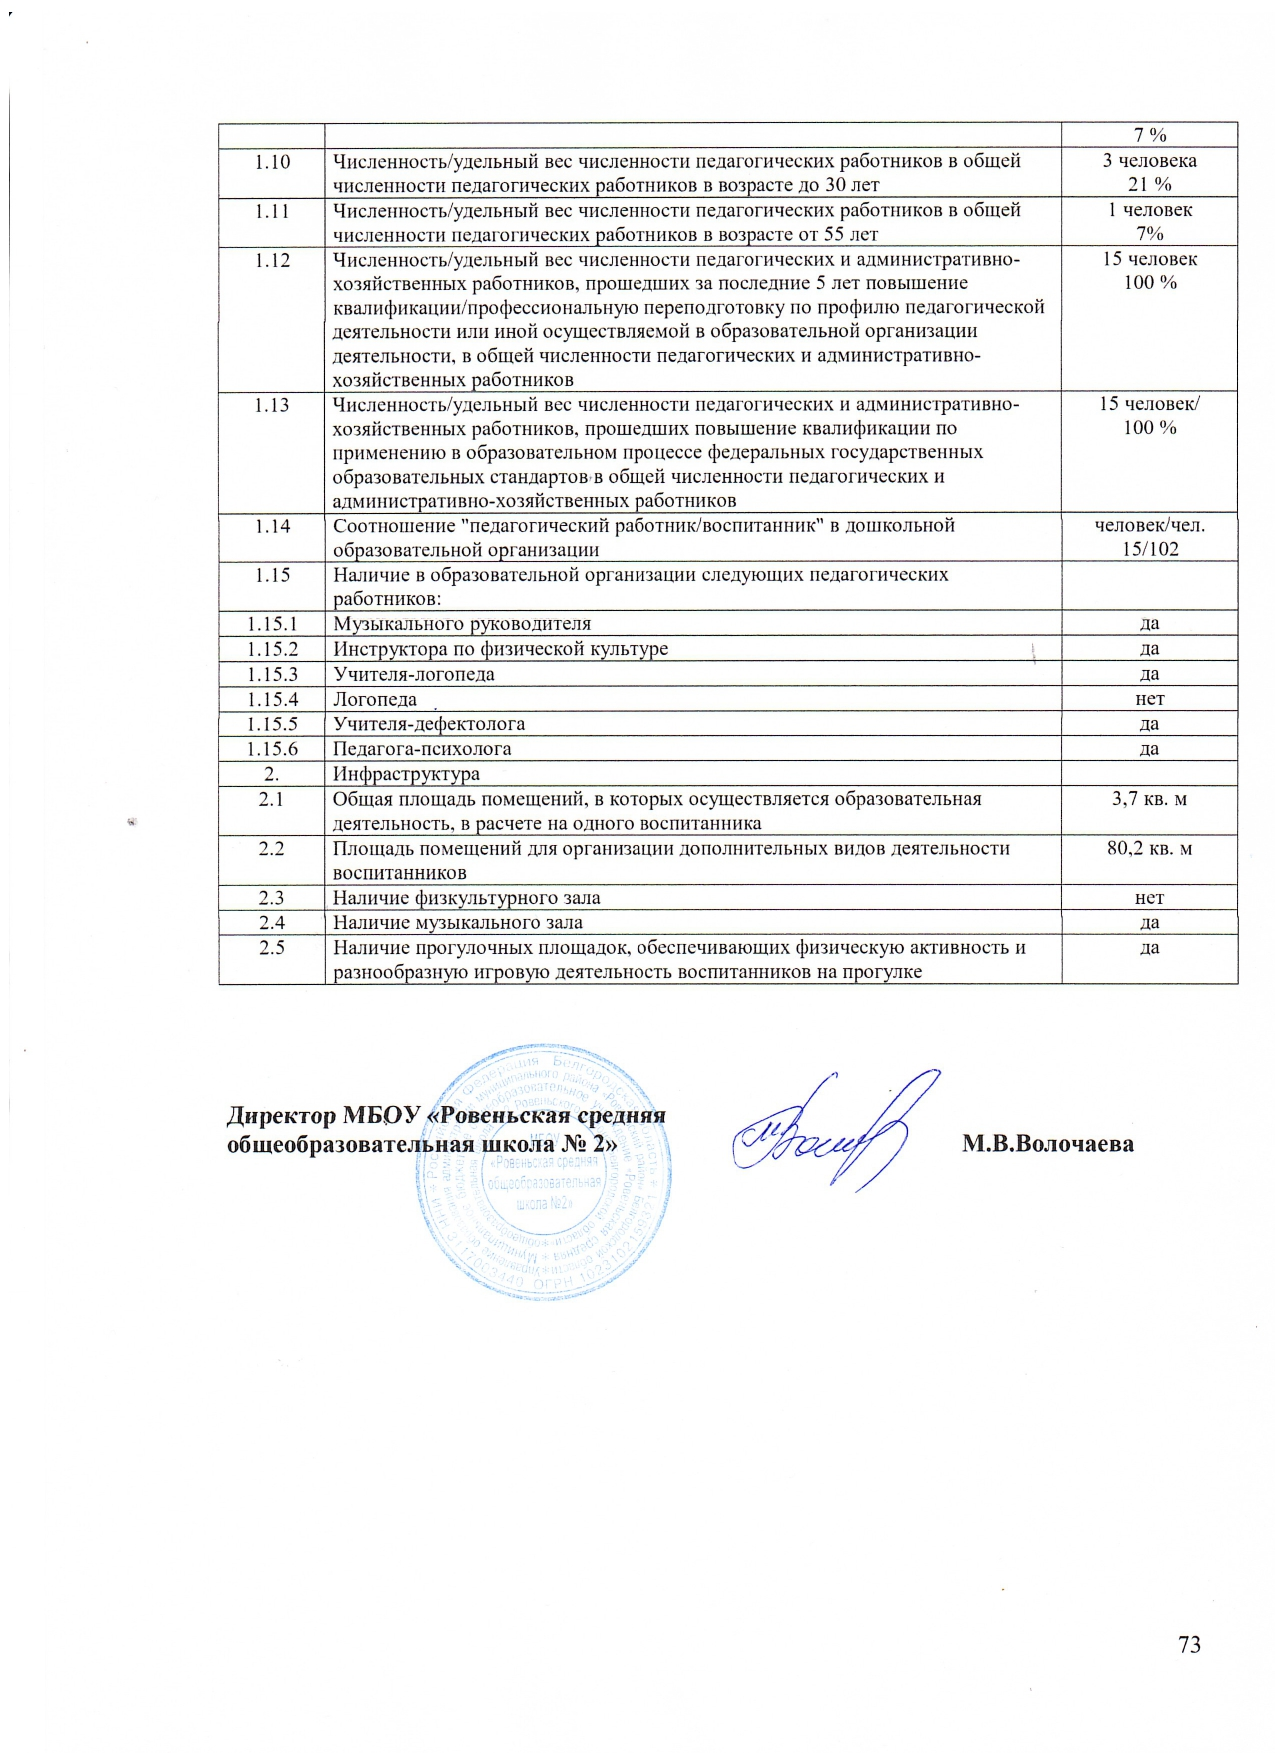 7 %
1.10 Численность/удельный вес численности педагогических работников в общей 3 человека
численности педагогических работников в возрасте до 30 лет 21 %
1.11 Численность/удельный вес численности педагогических работников в общей 1 человек
численности педагогических работников в возрасте от 55 лет 7%
1.12 Численность/удельный вес численности педагогических и административно- 15 человек
хозяйственных работников, прошедших за последние 5 лет повышение 100 %
квалификации/профессиональную переподготовку по профилю педагогической
деятельности или иной осуществляемой в образовательной организации
деятельности, в общей численности педагогических и административно-
хозяйственных работников
1.13 Численность/удельный вес численности педагогических и административно- 15 человек/
хозяйственных работников, прошедших повышение квалификации по 100 %
применению в образовательном процессе федеральных государственных
образовательных стандартов в общей численности педагогических и
административно-хозяйственных работников
1.14 Соотношение "педагогический работник/воспитанник" в дошкольной человек/чел.
образовательной организации 15/102
1.15 Наличие в образовательной организации следующих педагогических
работников:
1.15.1 Музыкального руководителя да
1.15.2 Инструктора по физической культуре да
1.15.3 Учителя-логопеда да
1.15.4 Логопеда нет
1.15.5 Учителя-дефектолога да
1.15.6 Педагога-психолога да
2. Инфраструктура
2.1 Общая площадь помещений, в которых осуществляется образовательная 3,7 кв. м
деятельность, в расчете на одного воспитанника
2.2 Площадь помещений для организации дополнительных видов деятельности 80,2 кв. м
воспитанников
2.3 Наличие физкультурного зала нет
2.4 Наличие музыкального зала да
2.5 Наличие прогулочных площадок, обеспечивающих физическую активность и да
разнообразную игровую деятельность воспитанников на прогулке
Директор МБОУ «Ровеньская средняя
общеобразовательная школа № 2» М.В.Волочаева
МБОУ
«Ровеньская средняя
общеобразовательная
школа №2»
73